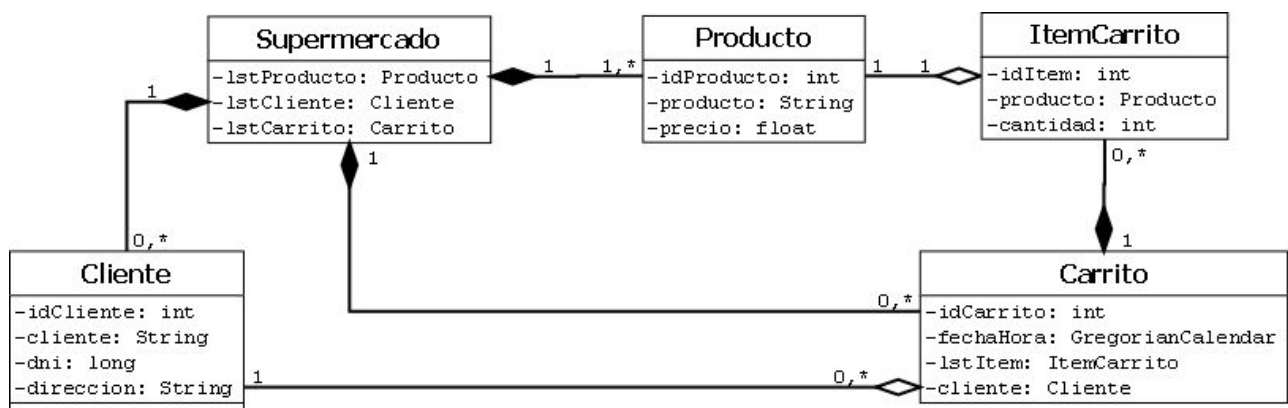 Supermercado
-lstProducto: Producto
-lstCliente: Cliente
-lstCarrito: Carrito
1
1
1,*
1
0,*
Producto
-idProducto: int
-producto: String
-precio: float
1
1
ItemCarrito
-idItem: int
-producto: Producto
-cantidad: int
0,*
1
Cliente
-idCliente: int
-cliente: String
-dni: long
-direccion: String
1
0,*
0,*
Carrito
-idCarrito: int
-fechaHora: GregorianCalendar
-lstItem: ItemCarrito
-cliente: Cliente